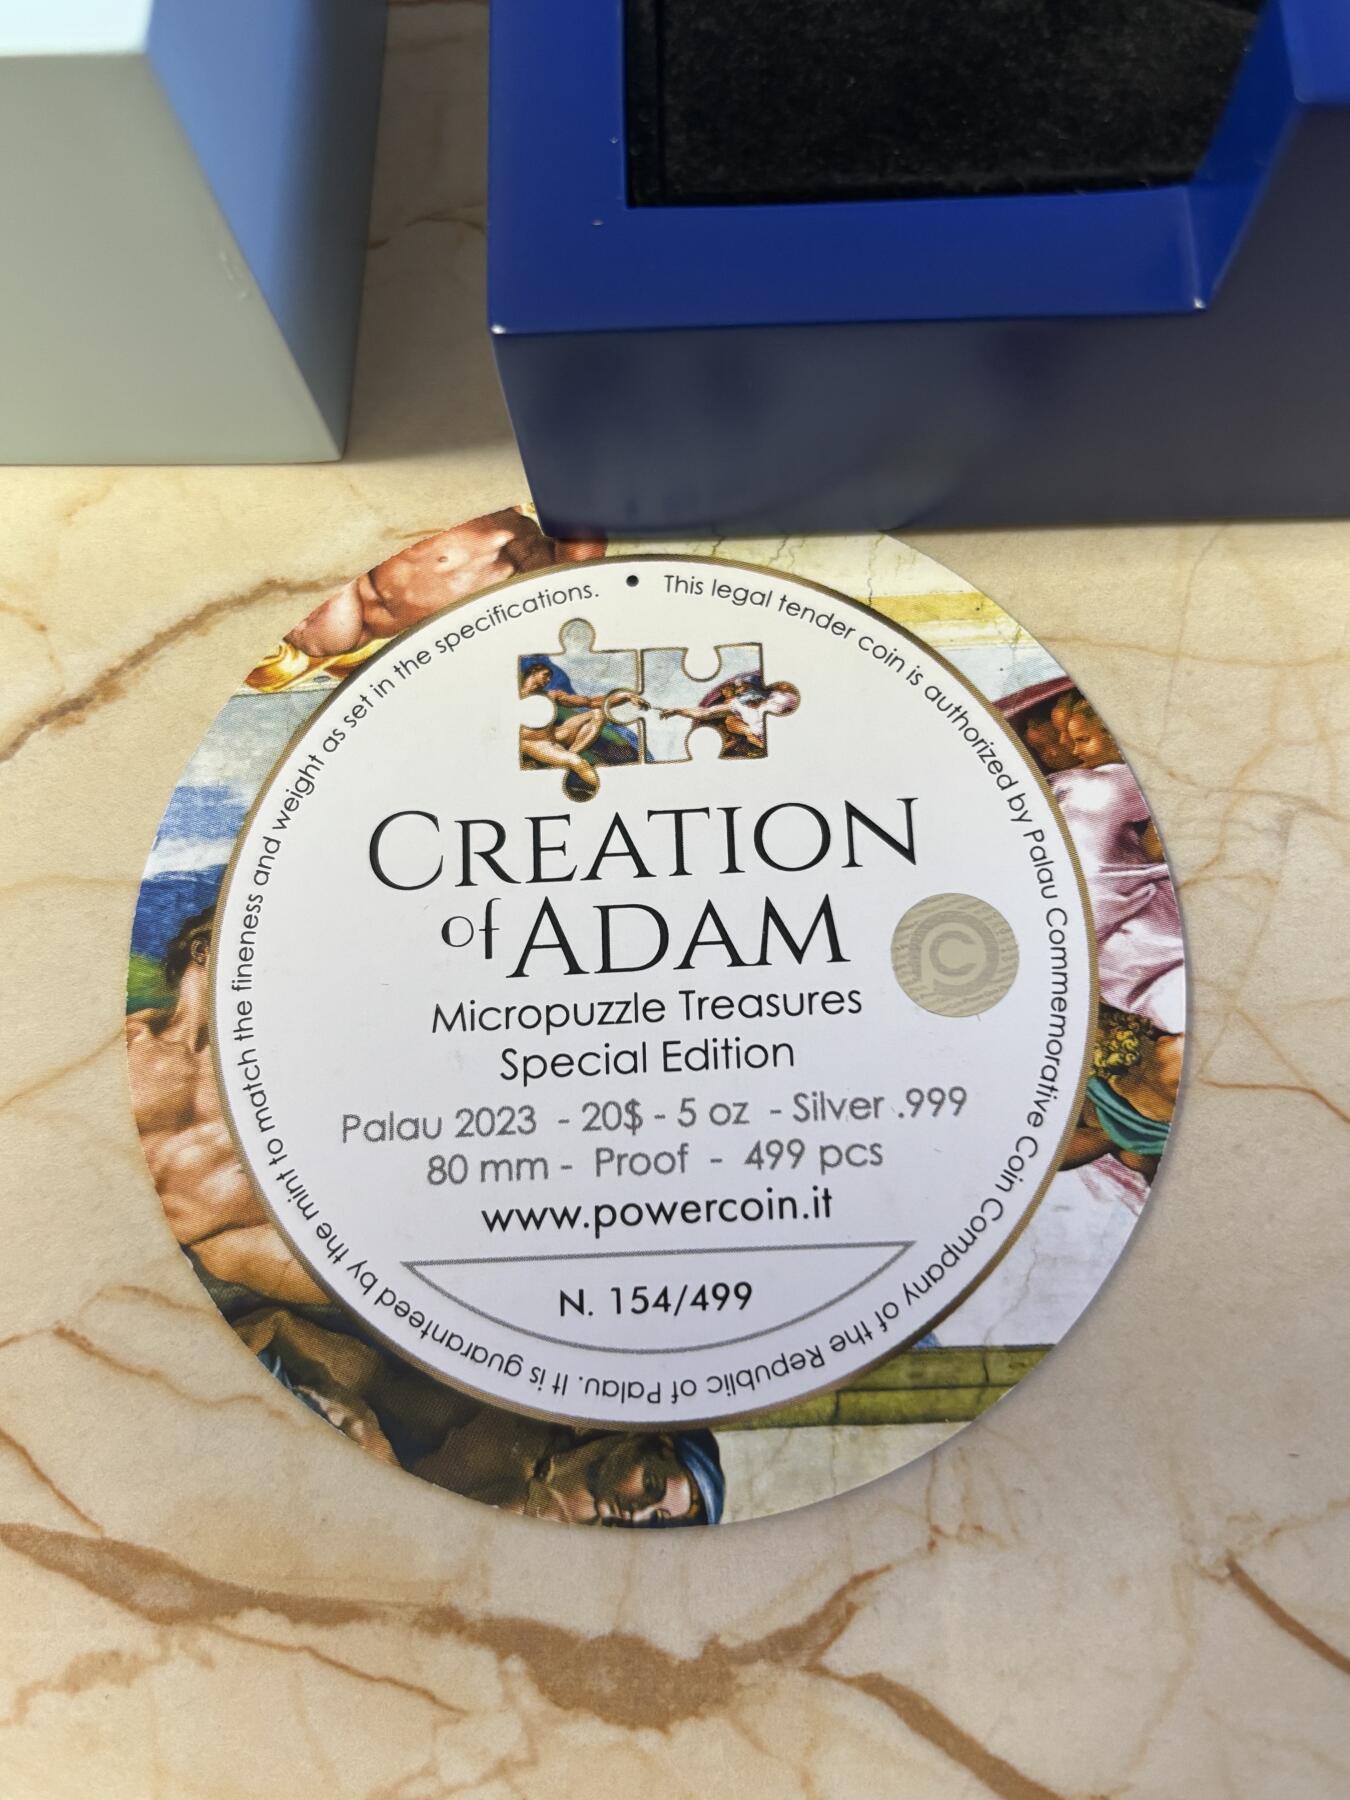 This legal tender coin is authorized by Palau Commemorative Coin Company of the Republic of Palau. It is guaranteed by the mint to match the fineness and weight as set in the specifications. •
CREATION
of ADAM
Micropuzzle Treasures
Special Edition
Palau 2023 - 20$ - 5 oz - Silver .999
80 mm - Proof - 499 pcs
www.powercoin.it
N. 154/499